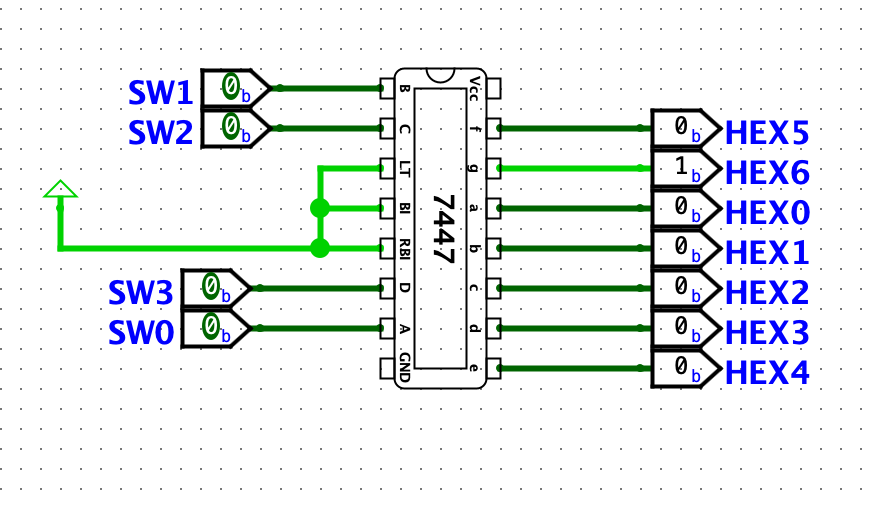 SW1 0b B Vcc
SW2 0b C f 0b HEX5
LT g 1b HEX6
BI a 0b HEX0
RBI b 0b HEX1
SW3 0b D c 0b HEX2
SW0 0b A d 0b HEX3
GND e 0b HEX4
7447